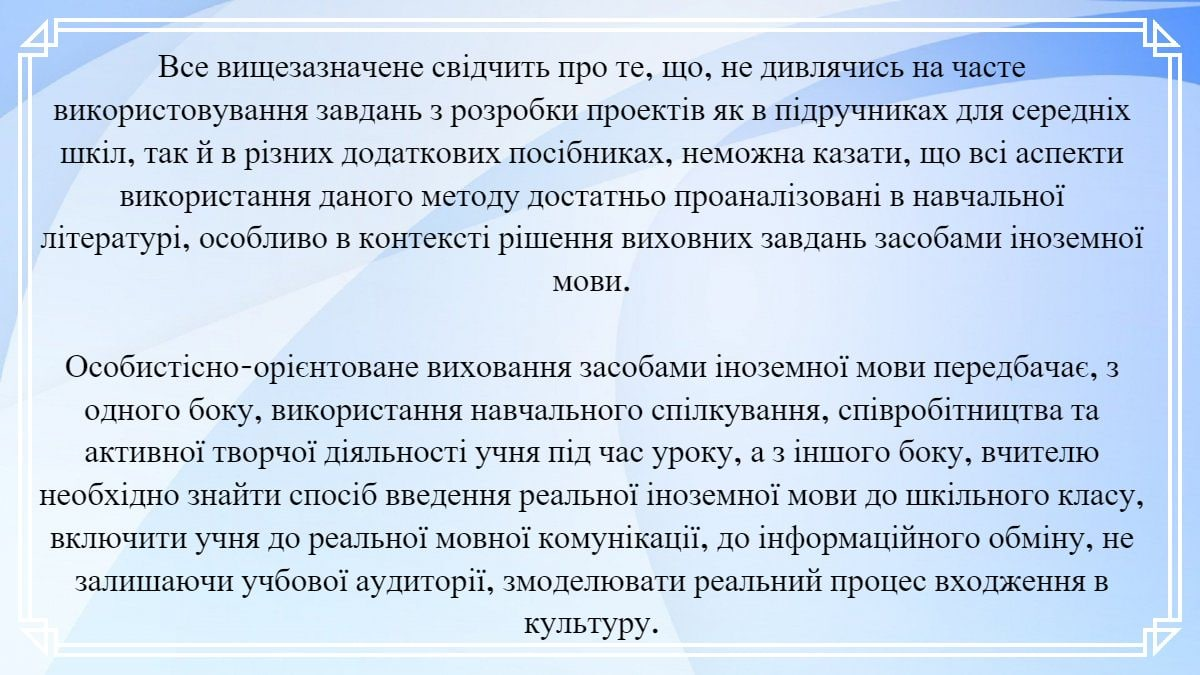 Все вищезазначене свідчить про те, що, не дивлячись на часте
використовування завдань з розробки проектів як в підручниках для середніх
шкіл, так й в різних додаткових посібниках, неможна казати, що всі аспекти
використання даного методу достатньо проаналізовані в навчальної
літературі, особливо в контексті рішення виховних завдань засобами іноземної
мови.
Особистісно-орієнтоване виховання засобами іноземної мови передбачає, з
одного боку, використання навчального спілкування, співробітництва та
активної творчої діяльності учня під час уроку, а з іншого боку, вчителю
необхідно знайти спосіб введення реальної іноземної мови до шкільного класу,
включити учня до реальної мовної комунікації, до інформаційного обміну, не
залишаючи учбової аудиторії, змоделювати реальний процес входження в
культуру.